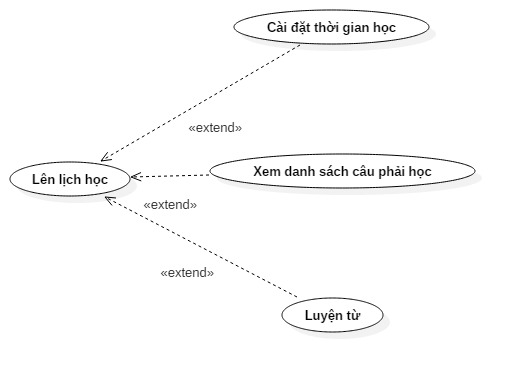 Cài đặt thời gian học
«extend»
Xem danh sách câu phải học
Lên lịch học
«extend»
«extend»
Luyện từ